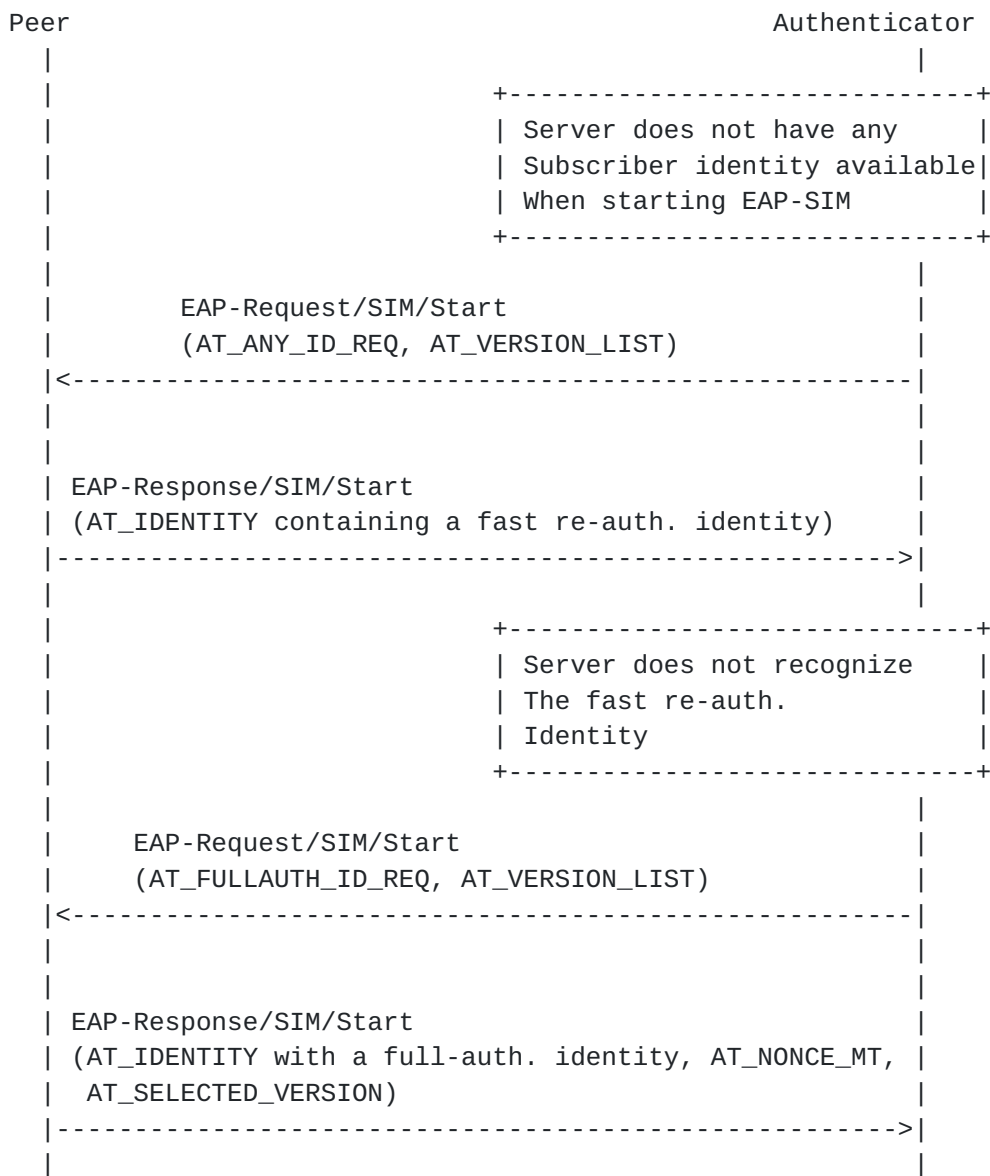 Peer                                             Authenticator
  |                                                       |
  |                            +------------------------------+
  |                            | Server does not have any     |
  |                            | Subscriber identity available|
  |                            | When starting EAP-SIM        |
  |                            +------------------------------+
  |                                                       |
  |        EAP-Request/SIM/Start                          |
  |        (AT_ANY_ID_REQ, AT_VERSION_LIST)               |
  |<------------------------------------------------------|
  |                                                       |
  |                                                       |
  | EAP-Response/SIM/Start                                |
  | (AT_IDENTITY containing a fast re-auth. identity)     |
  |------------------------------------------------------>|
  |                                                       |
  |                            +------------------------------+
  |                            | Server does not recognize    |
  |                            | The fast re-auth.            |
  |                            | Identity                     |
  |                            +------------------------------+
  |                                                       |
  |     EAP-Request/SIM/Start                             |
  |     (AT_FULLAUTH_ID_REQ, AT_VERSION_LIST)             |
  |<------------------------------------------------------|
  |                                                       |
  |                                                       |
  | EAP-Response/SIM/Start                                |
  | (AT_IDENTITY with a full-auth. identity, AT_NONCE_MT, |
  |  AT_SELECTED_VERSION)                                 |
  |------------------------------------------------------>|
  |                                                       |